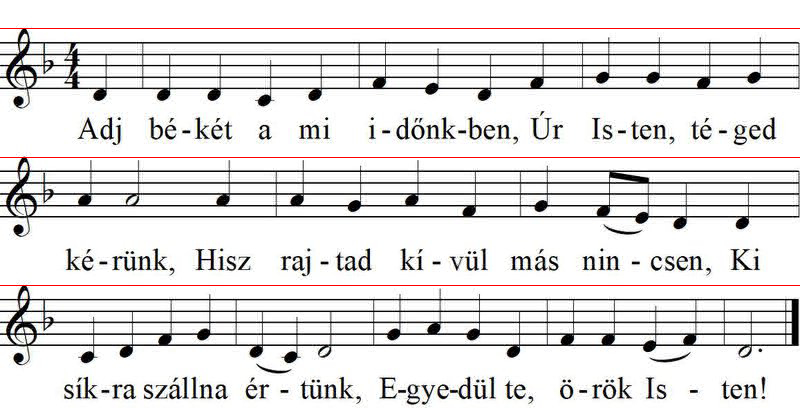 4
4
Adj bé-két a mi i-dőnk-ben, Úr Is-ten, té-ged
ké-rünk, Hisz raj-tad kí-vül más nin-csen, Ki
sík-ra szállna ér-tünk, E-gye-dül te, ö-rök Is-ten!